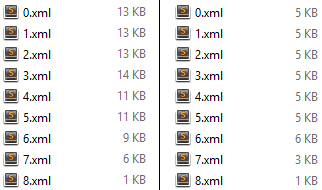 0.xml 13 KB 0.xml 5 KB
1.xml 13 KB 1.xml 5 KB
2.xml 13 KB 2.xml 5 KB
3.xml 14 KB 3.xml 5 KB
4.xml 11 KB 4.xml 5 KB
5.xml 11 KB 5.xml 5 KB
6.xml 9 KB 6.xml 6 KB
7.xml 6 KB 7.xml 3 KB
8.xml 1 KB 8.xml 1 KB